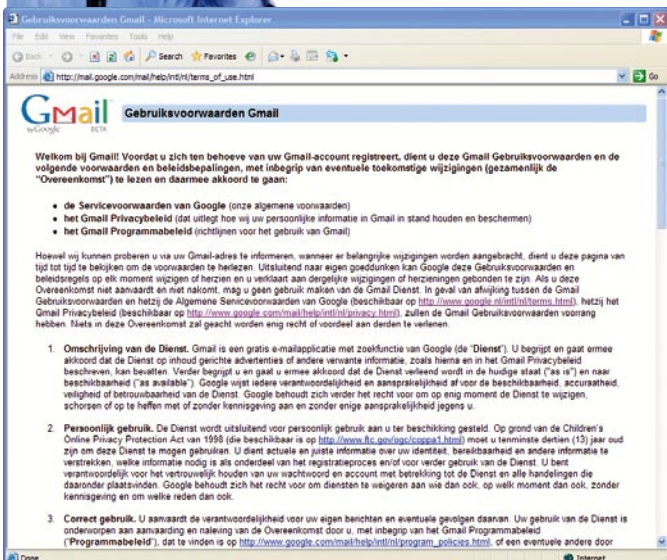 Gebruiksvoorwaarden Gmail - Microsoft Internet Explorer
File Edit View Favorites Tools Help
Back Search Favorites
Address http://mail.google.com/mail/help/intl/nl/terms_of_use.html Go
Gmail
by Google BETA
Gebruiksvoorwaarden Gmail
Welkom bij Gmail! Voordat u zich ten behoeve van uw Gmail-account registreert, dient u deze Gmail Gebruiksvoorwaarden en de
volgende voorwaarden en beleidsbepalingen, met inbegrip van eventuele toekomstige wijzigingen (gezamenlijk de
"Overeenkomst") te lezen en daarmee akkoord te gaan:
• de Servicevoorwaarden van Google (onze algemene voorwaarden)
• het Gmail Privacybeleid (dat uitlegt hoe wij uw persoonlijke informatie in Gmail in stand houden en beschermen)
• het Gmail Programmabeleid (richtlijnen voor het gebruik van Gmail)
Hoewel wij kunnen proberen u via uw Gmail-adres te informeren, wanneer er belangrijke wijzigingen worden aangebracht, dient u deze pagina van
tijd tot tijd te bekijken om de voorwaarden te herlezen. Uitsluitend naar eigen goeddunken kan Google deze Gebruiksvoorwaarden en
beleidsregels op elk moment wijzigen of herzien en u verklaart aan dergelijke wijzigingen of herzieningen gebonden te zijn. Als u deze
Overeenkomst niet aanvaardt en niet nakomt, mag u geen gebruik maken van de Gmail Dienst. In geval van afwijking tussen de Gmail
Gebruiksvoorwaarden en hetzij de Algemene Servicevoorwaarden van Google (beschikbaar op http://www.google.nl/intl/nl/terms.html), hetzij het
Gmail Privacybeleid (beschikbaar op http://www.google.com/mail/help/intl/nl/privacy.html), zullen de Gmail Gebruiksvoorwaarden voorrang
hebben. Niets in deze Overeenkomst zal geacht worden enig recht of voordeel aan derden te verlenen.
1. Omschrijving van de Dienst. Gmail is een gratis e-mailapplicatie met zoekfunctie van Google (de "Dienst"). U begrijpt en gaat ermee
akkoord dat de Dienst op inhoud gerichte advertenties of andere verwante informatie, zoals hierna en in het Gmail Privacybeleid
beschreven, kan bevatten. Verder begrijpt u en gaat u ermee akkoord dat de Dienst verleend wordt in de huidige staat ("as is") en naar
beschikbaarheid ("as available"). Google wijst iedere verantwoordelijkheid en aansprakelijkheid af voor de beschikbaarheid, accuraatheid,
veiligheid of betrouwbaarheid van de Dienst. Google behoudt zich verder het recht voor om op enig moment de Dienst te wijzigen,
schorsen of op te heffen met of zonder kennisgeving aan en zonder enige aansprakelijkheid jegens u.
2. Persoonlijk gebruik. De Dienst wordt uitsluitend voor persoonlijk gebruik aan u ter beschikking gesteld. Op grond van de Children's
Online Privacy Protection Act van 1998 (die beschikbaar is op http://www.ftc.gov/ogc/coppa1.html) moet u tenminste dertien (13) jaar oud
zijn om deze Dienst te mogen gebruiken. U dient actuele en juiste informatie over uw identiteit, bereikbaarheid en andere informatie te
verstrekken, welke informatie nodig is als onderdeel van het registratieproces en/of voor verder gebruik van de Dienst. U bent
verantwoordelijk voor het vertrouwelijk houden van uw wachtwoord en account met betrekking tot de Dienst en alle handelingen die
daaronder plaatsvinden. Google behoudt zich het recht voor om diensten te weigeren aan wie dan ook, op welk moment dan ook, zonder
kennisgeving en om welke reden dan ook.
3. Correct gebruik. U aanvaardt de verantwoordelijkheid voor uw eigen berichten en eventuele gevolgen daarvan. Uw gebruik van de Dienst is
onderworpen aan aanvaarding en naleving van de Overeenkomst door u, met inbegrip van het Gmail Programmabeleid
("Programmabeleid"), dat te vinden is op http://www.google.com/mail/help/intl/nl/program_policies.html, of een eventuele andere door
Done Internet